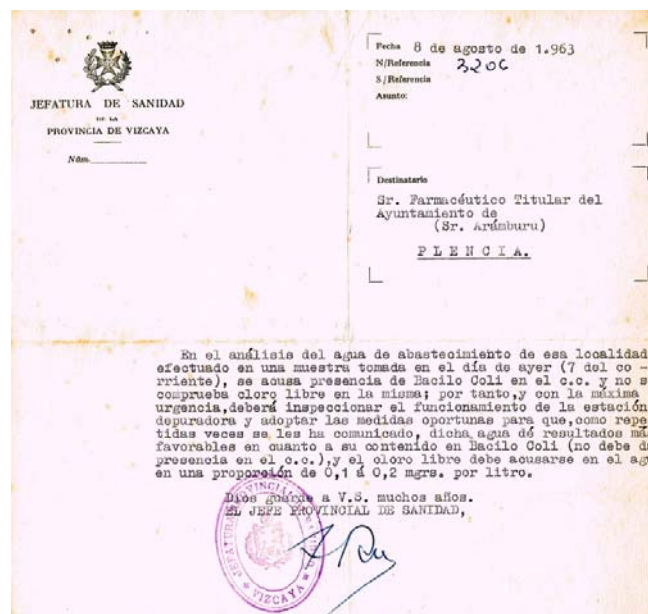 JEFATURA DE SANIDAD
DE LA
PROVINCIA DE VIZCAYA
Núm.
Fecha 8 de agosto de 1.963
N/Referencia 3206
S/Referencia
Asunto:
Destinatario
Sr. Farmacéutico Titular del
Ayuntamiento de
(Sr. Arámburu)
PLENCIA.
En el análisis del agua de abastecimiento de esa localidad
efectuado en una muestra tomada en el día de ayer (7 del co-
rriente), se acusa presencia de Bacilo Coli en el c.c. y no s
comprueba cloro libre en la misma; por tanto,y con la máxima
urgencia,deberá inspeccionar el funcionamiento de la estación
depuradora y adoptar las medidas oportunas para que,como repe
tidas veces se les ha comunicado, dicha agua dé resultados má
favorables en cuanto a su contenido en Bacilo Coli (no debe d
presencia en el c.c.),y el cloro libre debe acusarse en el ag
en una proporción de 0,1 á 0,2 mgrs. por litro.
Dios guarde a V.S. muchos años.
EL JEFE PROVINCIAL DE SANIDAD,
VIZCAYA